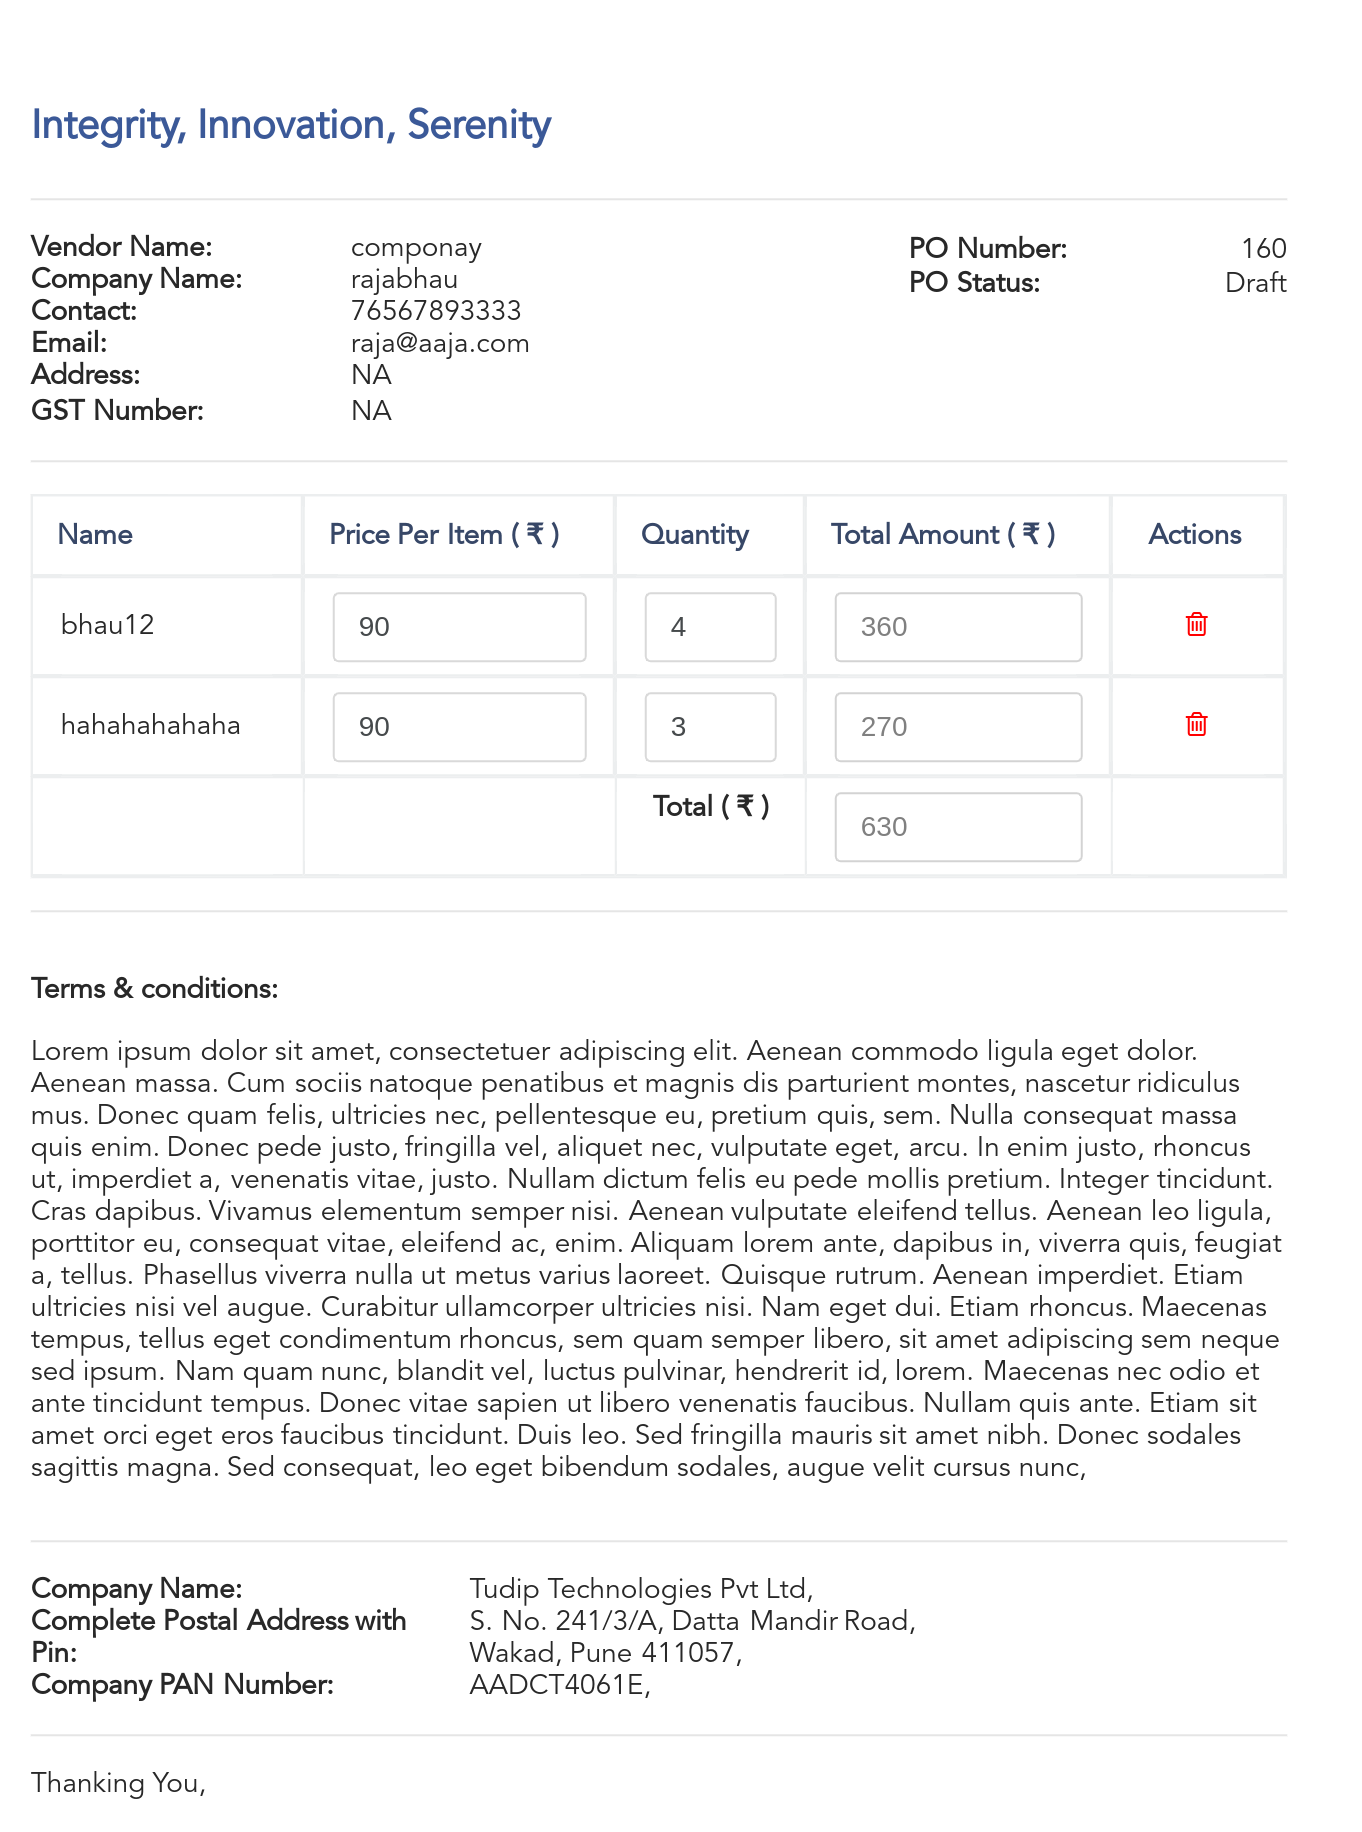 Integrity, Innovation, Serenity
Vendor Name: componay PO Number: 160
Company Name: rajabhau PO Status: Draft
Contact: 76567893333
Email: raja@aaja.com
Address: NA
GST Number: NA
Name Price Per Item ( ₹ ) Quantity Total Amount ( ₹ ) Actions
bhau12 90 4 360
hahahahahaha 90 3 270
Total ( ₹ ) 630
Terms & conditions:
Lorem ipsum dolor sit amet, consectetuer adipiscing elit. Aenean commodo ligula eget dolor.
Aenean massa. Cum sociis natoque penatibus et magnis dis parturient montes, nascetur ridiculus
mus. Donec quam felis, ultricies nec, pellentesque eu, pretium quis, sem. Nulla consequat massa
quis enim. Donec pede justo, fringilla vel, aliquet nec, vulputate eget, arcu. In enim justo, rhoncus
ut, imperdiet a, venenatis vitae, justo. Nullam dictum felis eu pede mollis pretium. Integer tincidunt.
Cras dapibus. Vivamus elementum semper nisi. Aenean vulputate eleifend tellus. Aenean leo ligula,
porttitor eu, consequat vitae, eleifend ac, enim. Aliquam lorem ante, dapibus in, viverra quis, feugiat
a, tellus. Phasellus viverra nulla ut metus varius laoreet. Quisque rutrum. Aenean imperdiet. Etiam
ultricies nisi vel augue. Curabitur ullamcorper ultricies nisi. Nam eget dui. Etiam rhoncus. Maecenas
tempus, tellus eget condimentum rhoncus, sem quam semper libero, sit amet adipiscing sem neque
sed ipsum. Nam quam nunc, blandit vel, luctus pulvinar, hendrerit id, lorem. Maecenas nec odio et
ante tincidunt tempus. Donec vitae sapien ut libero venenatis faucibus. Nullam quis ante. Etiam sit
amet orci eget eros faucibus tincidunt. Duis leo. Sed fringilla mauris sit amet nibh. Donec sodales
sagittis magna. Sed consequat, leo eget bibendum sodales, augue velit cursus nunc,
Company Name: Tudip Technologies Pvt Ltd,
Complete Postal Address with S. No. 241/3/A, Datta Mandir Road,
Pin: Wakad, Pune 411057,
Company PAN Number: AADCT4061E,
Thanking You,